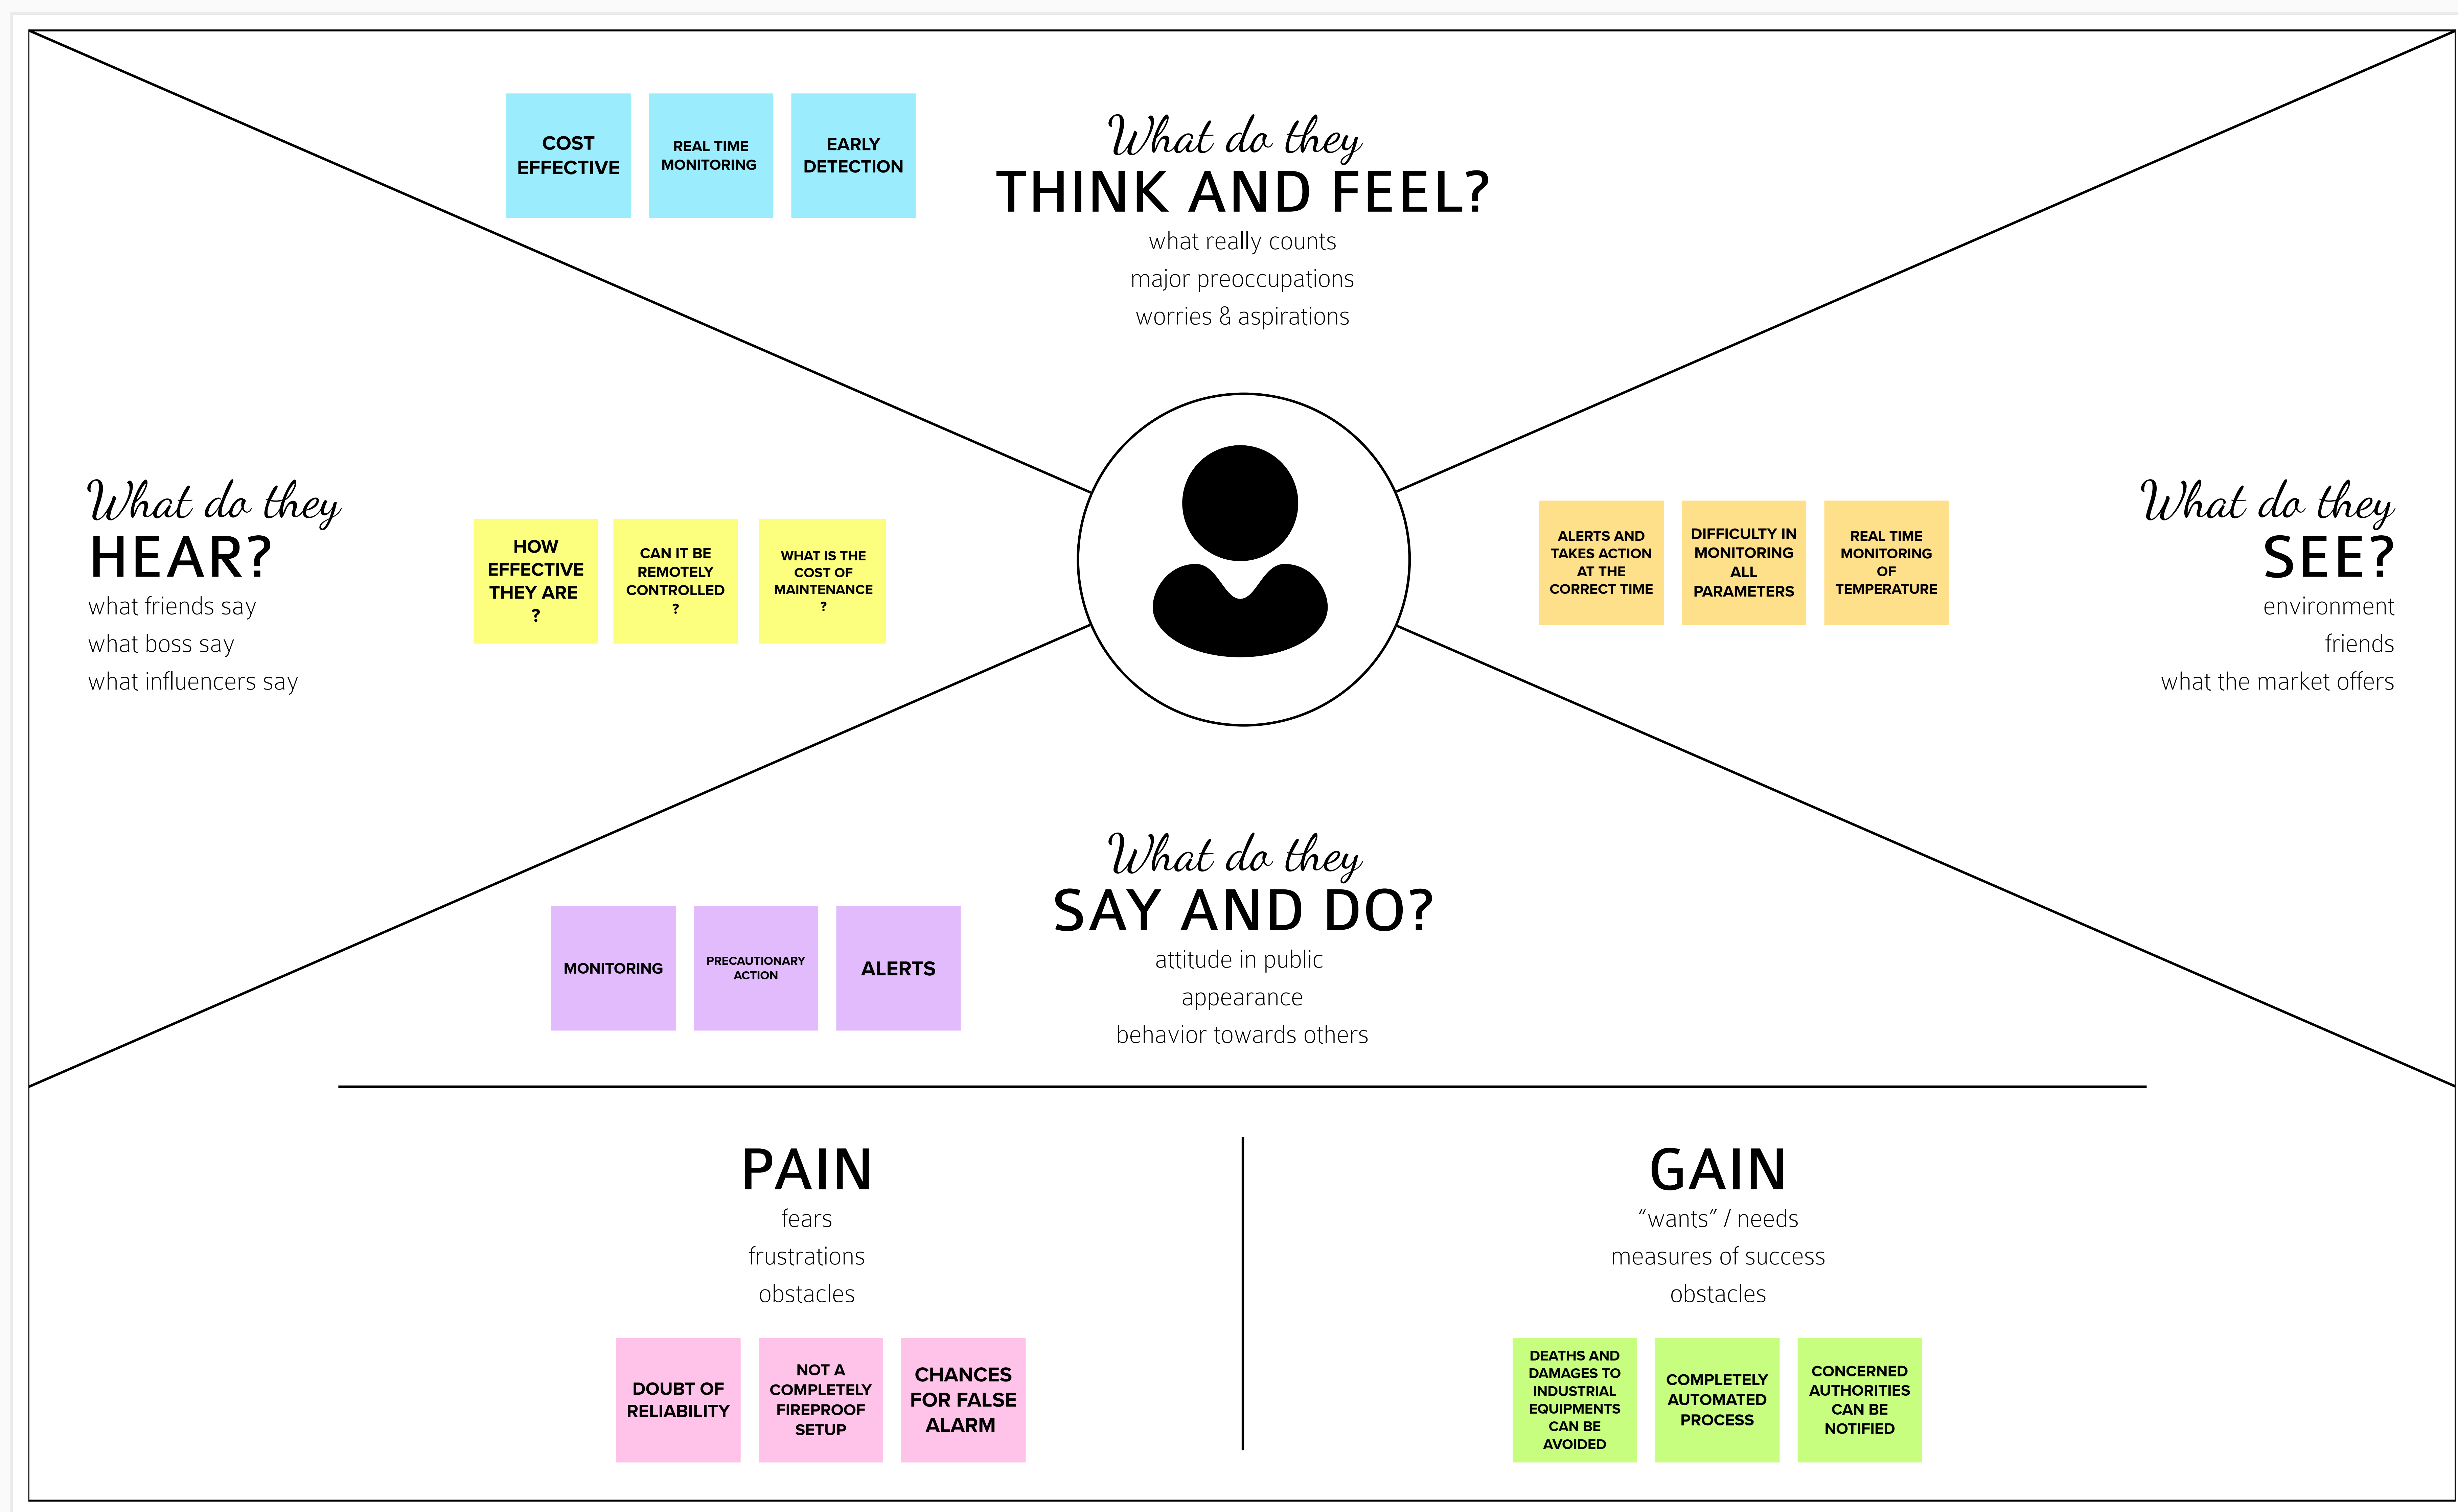 COST
EFFECTIVE
REAL TIME
MONITORING
EARLY
DETECTION
What do they
THINK AND FEEL?
what really counts
major preoccupations
worries & aspirations
What do they
HEAR?
what friends say
what boss say
what influencers say
HOW
EFFECTIVE
THEY ARE
?
CAN IT BE
REMOTELY
CONTROLLED
?
WHAT IS THE
COST OF
MAINTENANCE
?
ALERTS AND
TAKES ACTION
AT THE
CORRECT TIME
DIFFICULTY IN
MONITORING
ALL
PARAMETERS
REAL TIME
MONITORING
OF
TEMPERATURE
What do they
SEE?
environment
friends
what the market offers
What do they
SAY AND DO?
attitude in public
appearance
behavior towards others
MONITORING
PRECAUTIONARY
ACTION
ALERTS
PAIN
fears
frustrations
obstacles
DOUBT OF
RELIABILITY
NOT A
COMPLETELY
FIREPROOF
SETUP
CHANCES
FOR FALSE
ALARM
GAIN
“wants” / needs
measures of success
obstacles
DEATHS AND
DAMAGES TO
INDUSTRIAL
EQUIPMENTS
CAN BE
AVOIDED
COMPLETELY
AUTOMATED
PROCESS
CONCERNED
AUTHORITIES
CAN BE
NOTIFIED